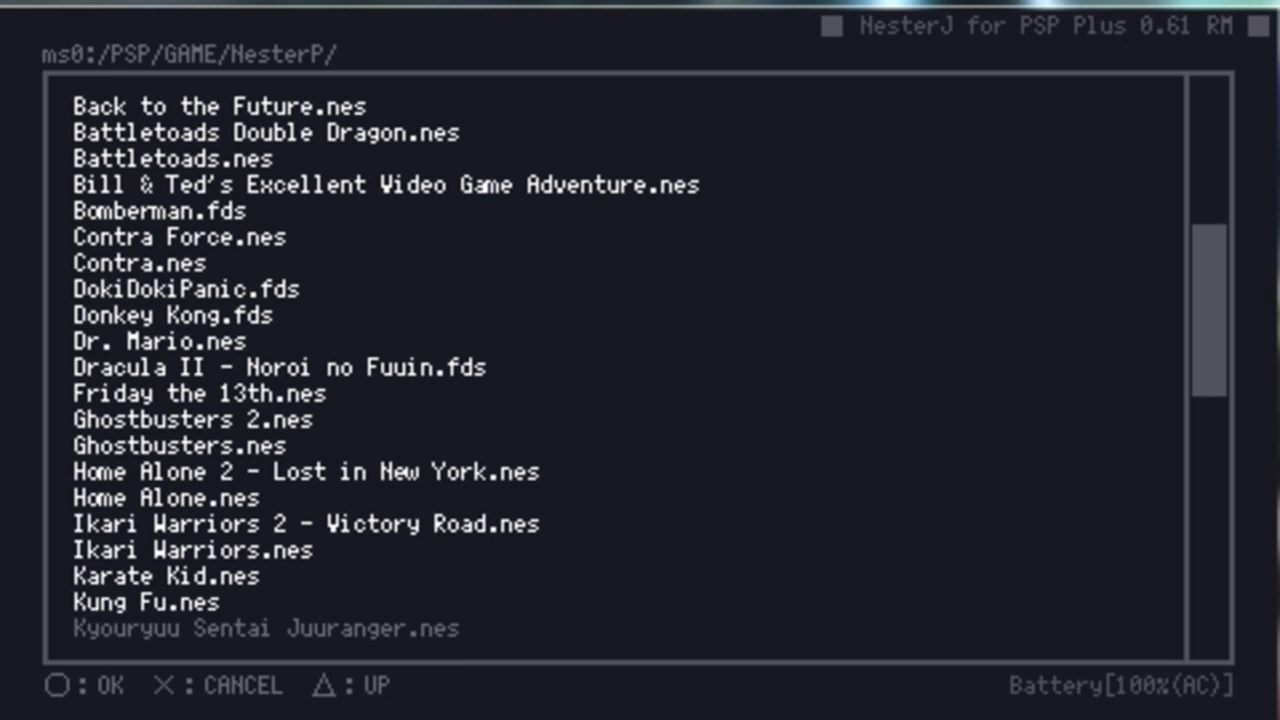 NesterJ for PSP Plus 0.61 RM
ms0:/PSP/GAME/NesterP/
Back to the Future.nes
Battletoads Double Dragon.nes
Battletoads.nes
Bill & Ted's Excellent Video Game Adventure.nes
Bomberman.fds
Contra Force.nes
Contra.nes
DokiDokiPanic.fds
Donkey Kong.fds
Dr. Mario.nes
Dracula II - Noroi no Fuuin.fds
Friday the 13th.nes
Ghostbusters 2.nes
Ghostbusters.nes
Home Alone 2 - Lost in New York.nes
Home Alone.nes
Ikari Warriors 2 - Victory Road.nes
Ikari Warriors.nes
Karate Kid.nes
Kung Fu.nes
Kyouryuu Sentai Juuranger.nes
○:OK ×:CANCEL △:UP Battery[100%(AC)]